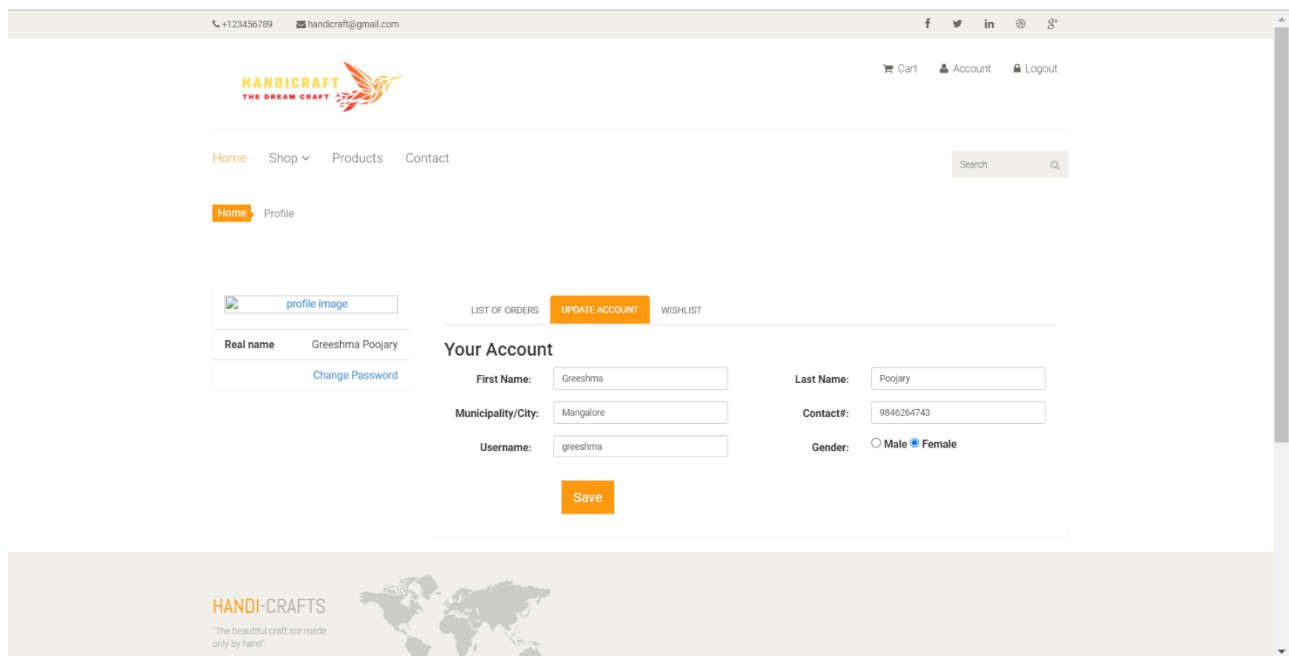 +123456789 handicraft@gmail.com
HANDICRAFT
THE DREAM CRAFT
Cart Account Logout
Home Shop Products Contact
Search
Home Profile
profile image
Real name Greeshma Poojary
Change Password
LIST OF ORDERS UPDATE ACCOUNT WISHLIST
Your Account
First Name: Greeshma Last Name: Poojary
Municipality/City: Mangalore Contact#: 9846264743
Username: greeshma Gender: Male Female
Save
HANDI-CRAFTS
"The beautiful craft are made
only by hand"